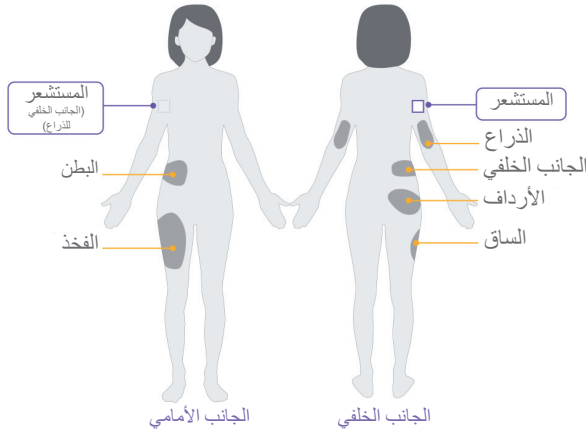 المستشعر
الذراع
الجانب الخلفي
الأرداف
الساق
المستشعر
(الجانب الخلفي
للذراع)
البطن
الفخذ
الجانب الخلفي
الجانب الأمامي